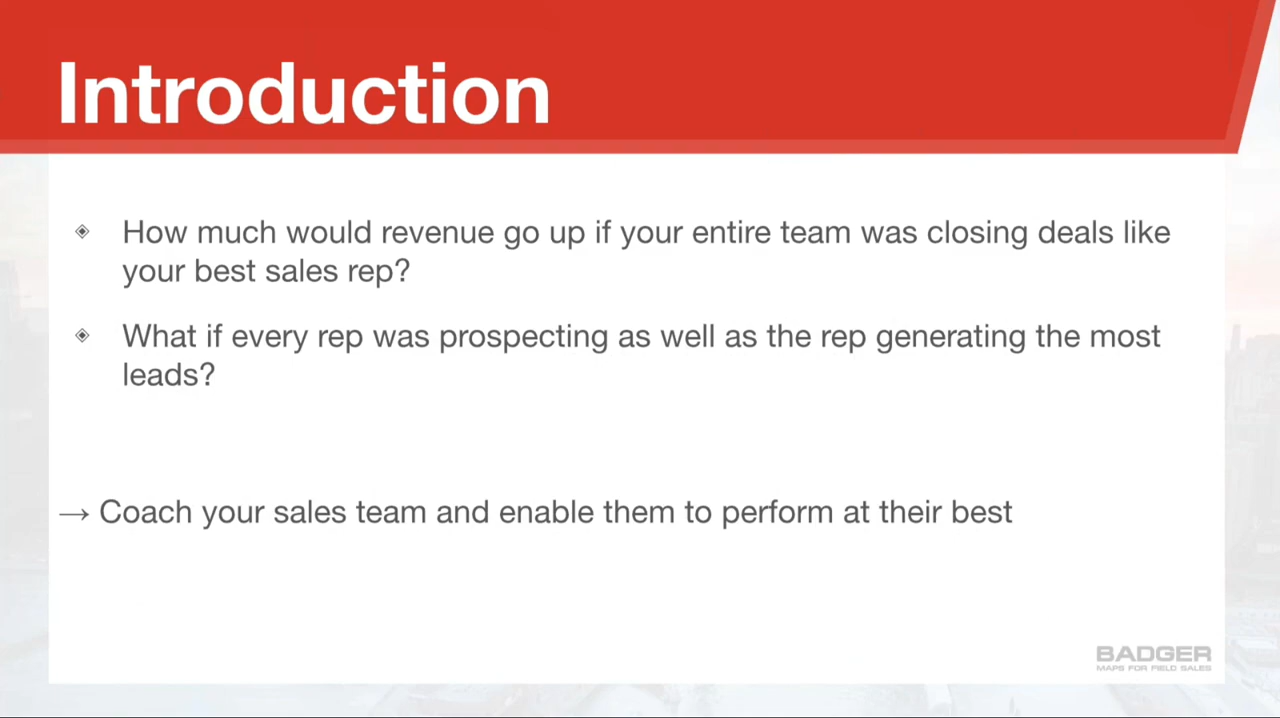 Introduction
◈ How much would revenue go up if your entire team was closing deals like
your best sales rep?
◈ What if every rep was prospecting as well as the rep generating the most
leads?
→ Coach your sales team and enable them to perform at their best
BADGER
MAPS FOR FIELD SALES